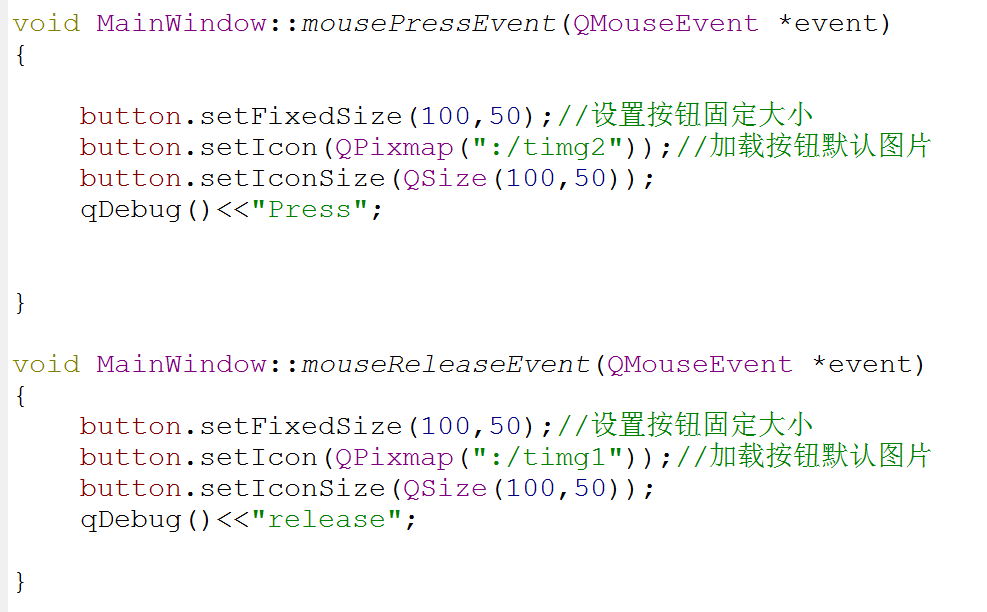 void MainWindow::mousePressEvent(QMouseEvent *event)
{
button.setFixedSize(100,50);//设置按钮固定大小
button.setIcon(QPixmap(":/timg2"));//加载按钮默认图片
button.setIconSize(QSize(100,50));
qDebug()<<"Press";
}
void MainWindow::mouseReleaseEvent(QMouseEvent *event)
{
button.setFixedSize(100,50);//设置按钮固定大小
button.setIcon(QPixmap(":/timg1"));//加载按钮默认图片
button.setIconSize(QSize(100,50));
qDebug()<<"release";
}